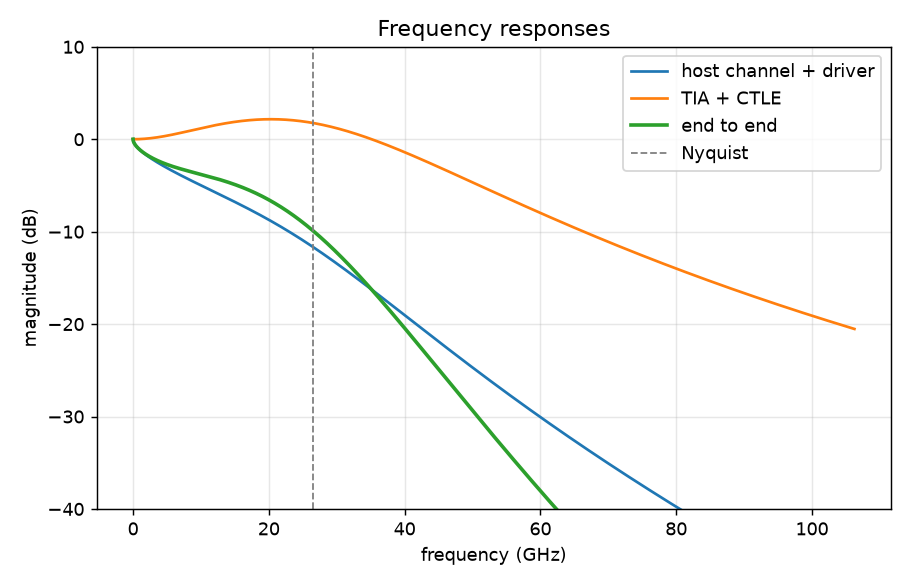 Frequency responses
host channel + driver
TIA + CTLE
end to end
Nyquist
magnitude (dB)
10
0
−10
−20
−30
−40
0
20
40
60
80
100
frequency (GHz)